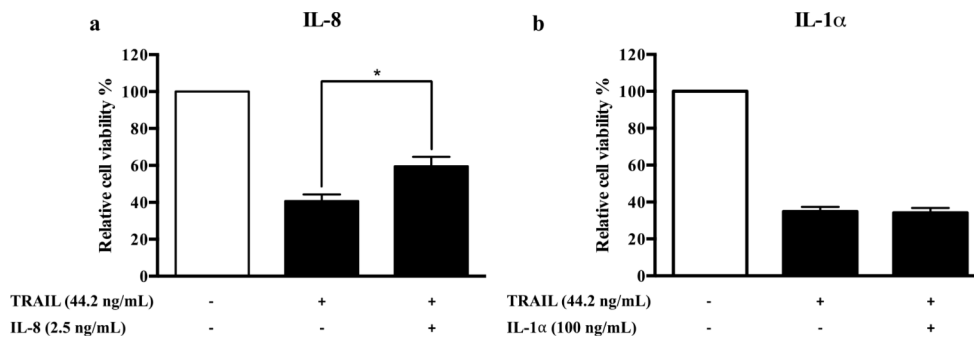 a
IL-8
Relative cell viability %
120
100
80
60
40
20
0
*
TRAIL (44.2 ng/mL) - + +
IL-8 (2.5 ng/mL) - - +
b
IL-1α
Relative cell viability %
120
100
80
60
40
20
0
TRAIL (44.2 ng/mL) - + +
IL-1α (100 ng/mL) - - +